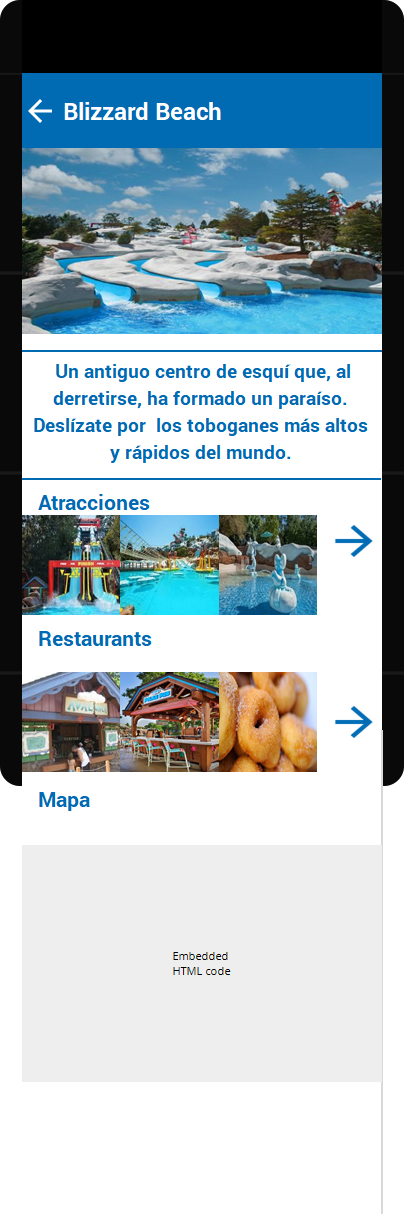 Blizzard Beach
Un antiguo centro de esquí que, al
derretirse, ha formado un paraíso.
Deslízate por  los toboganes más altos
y rápidos del mundo.
Atracciones
Restaurants
Mapa
Embedded
HTML code